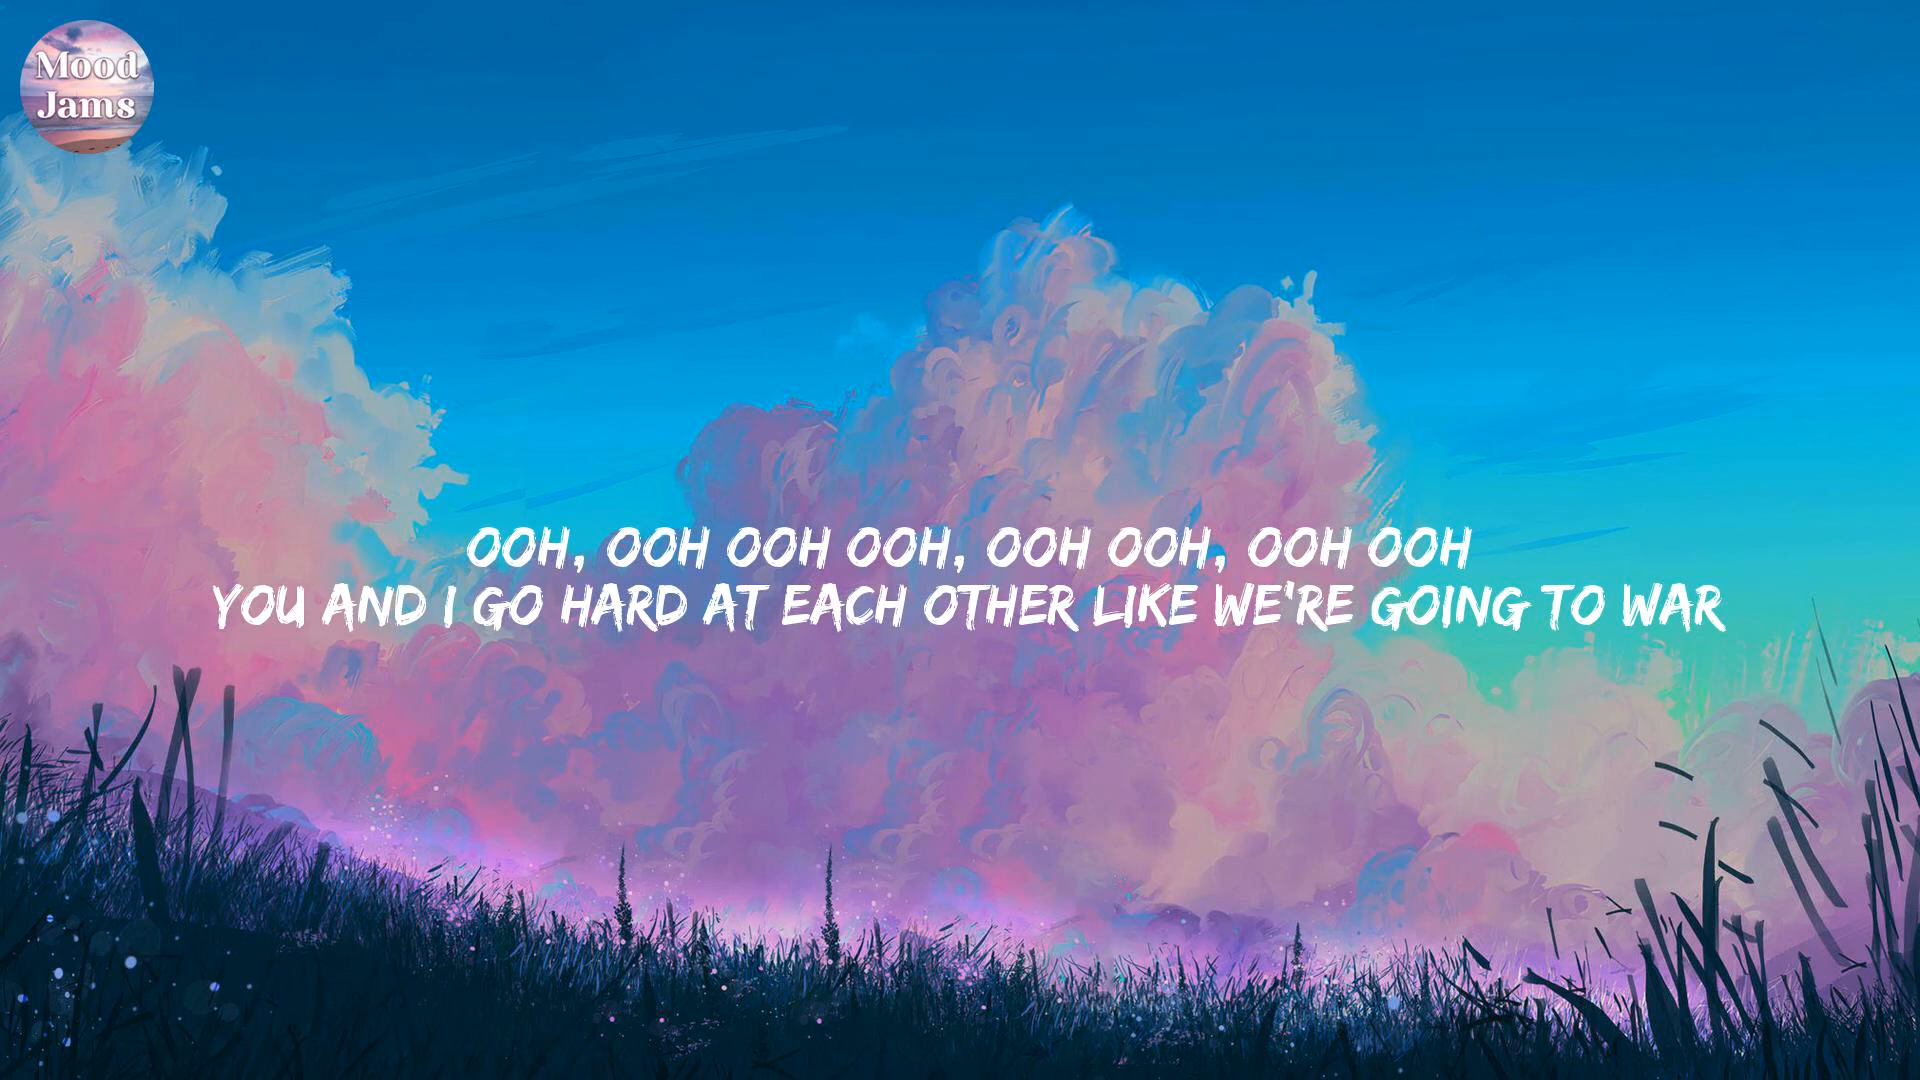 Mood
Jams
OOH, OOH OOH OOH, OOH OOH, OOH OOH
YOU AND I GO HARD AT EACH OTHER LIKE WE'RE GOING TO WAR